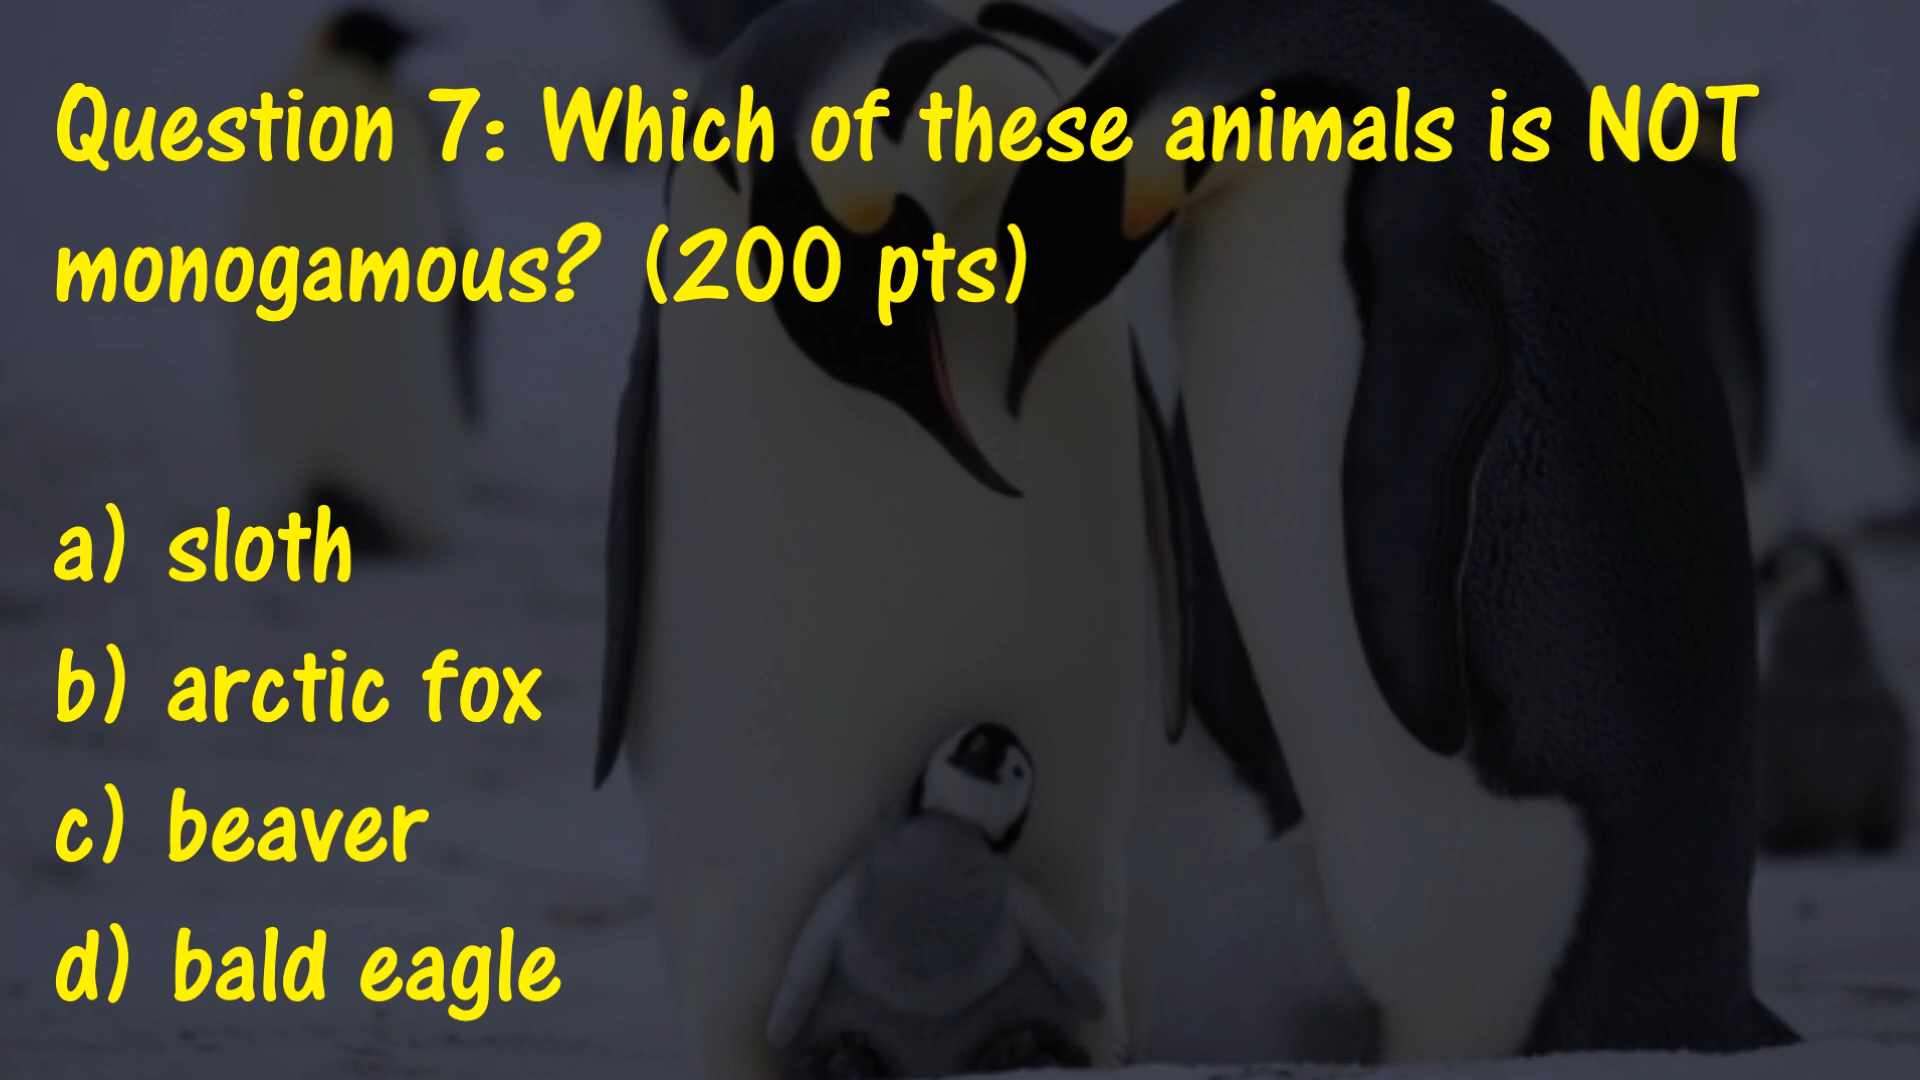 Question 7: Which of these animals is NOT
monogamous? (200 pts)
a) sloth
b) arctic fox
c) beaver
d) bald eagle